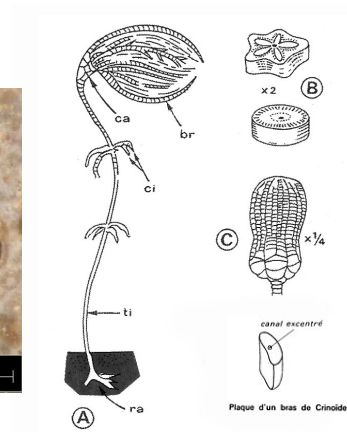 ca
br
ci
ti
ra
A
x2
B
C
x¼
canal excentré
Plaque d'un bras de Crinoïde